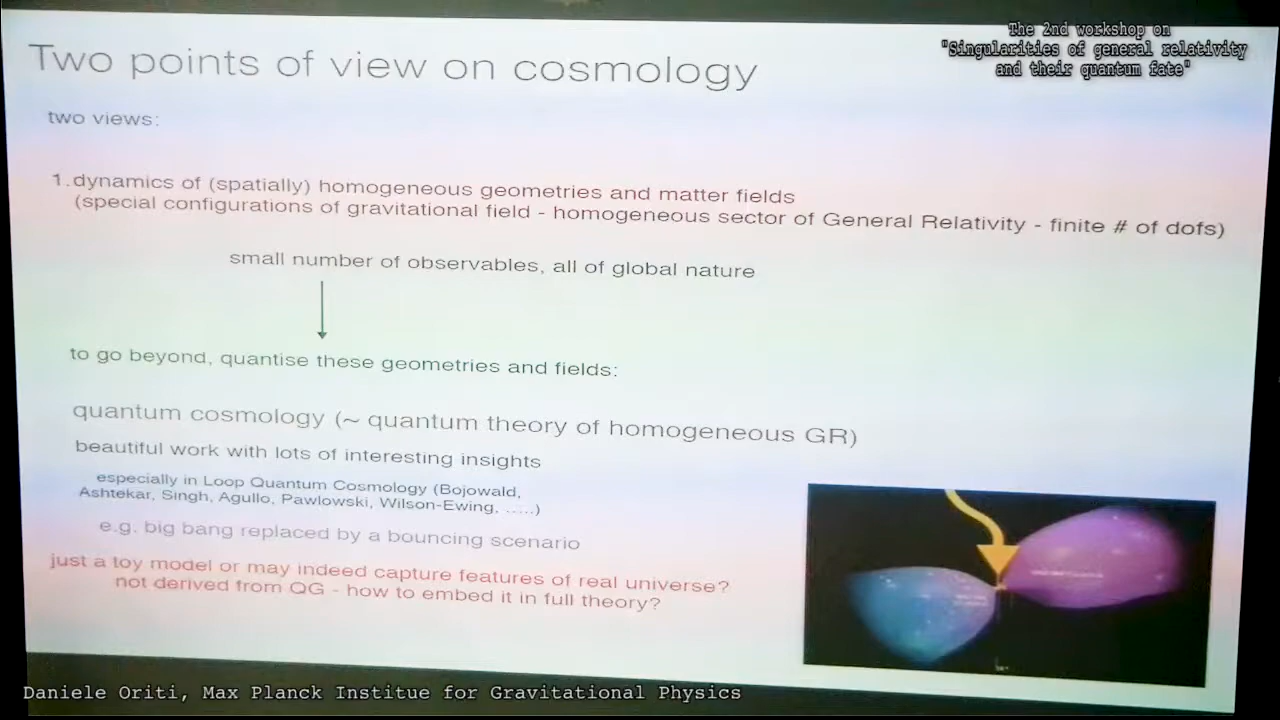 Two points of view on cosmology
The 2nd workshop on
"Singularities of general relativity
and their quantum fate"
two views:
1.dynamics of (spatially) homogeneous geometries and matter fields
(special configurations of gravitational field - homogeneous sector of General Relativity - finite # of dofs)
small number of observables, all of global nature
to go beyond, quantise these geometries and fields:
quantum cosmology (~ quantum theory of homogeneous GR)
beautiful work with lots of interesting insights
especially in Loop Quantum Cosmology (Bojowald,
Ashtekar, Singh, Agullo, Pawlowski, Wilson-Ewing, .....)
e.g. big bang replaced by a bouncing scenario
just a toy model or may indeed capture features of real universe?
not derived from QG - how to embed it in full theory?
Daniele Oriti, Max Planck Institue for Gravitational Physics